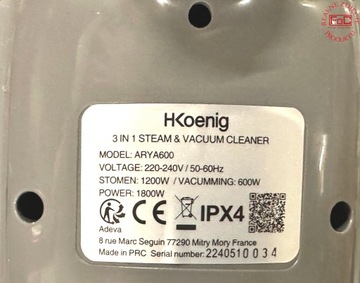 H.Koenig
3 IN 1 STEAM & VACUUM CLEANER
MODEL: ARYA600
VOLTAGE: 220-240V / 50-60Hz
STOMEN: 1200W / VACUMMING: 600W
POWER: 1800W
CE IPX4
Adeva
8 rue Marc Seguin 77290 Mitry Mory France
Made in PRC Serial number: 2240510034